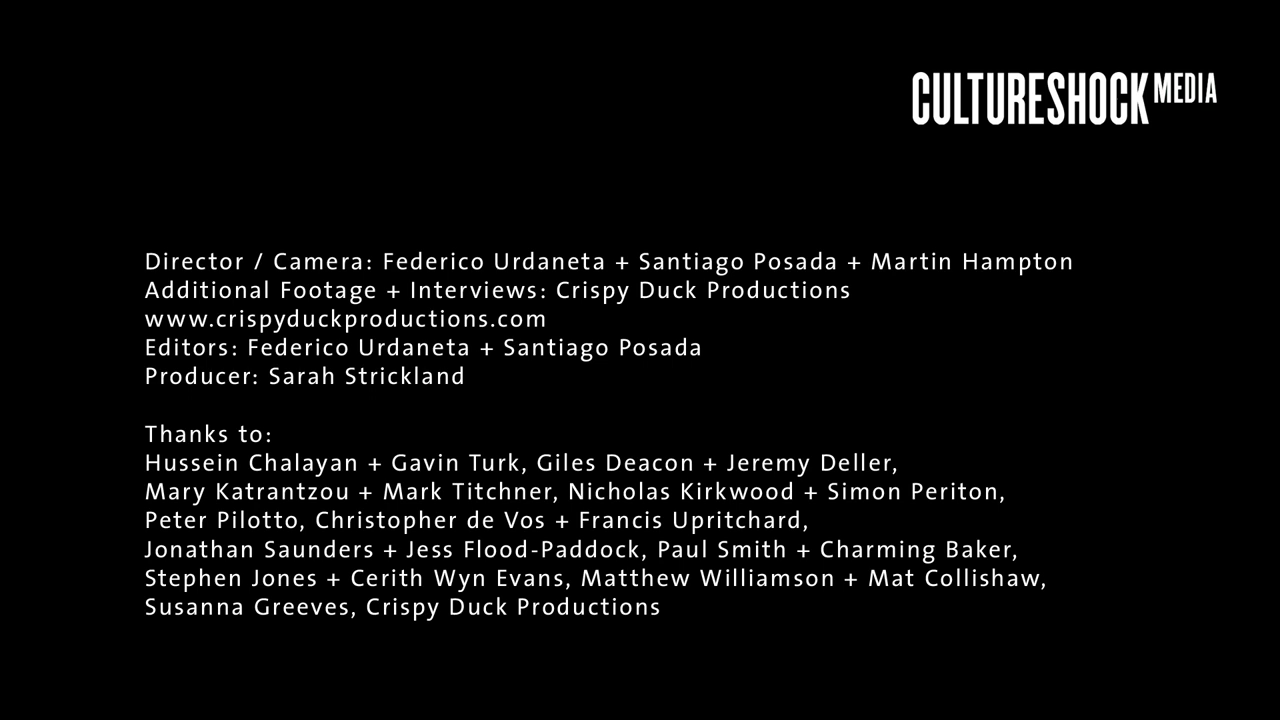 CULTURESHOCK MEDIA
Director / Camera: Federico Urdaneta + Santiago Posada + Martin Hampton
Additional Footage + Interviews: Crispy Duck Productions
www.crispyduckproductions.com
Editors: Federico Urdaneta + Santiago Posada
Producer: Sarah Strickland
Thanks to:
Hussein Chalayan + Gavin Turk, Giles Deacon + Jeremy Deller,
Mary Katrantzou + Mark Titchner, Nicholas Kirkwood + Simon Periton,
Peter Pilotto, Christopher de Vos + Francis Upritchard,
Jonathan Saunders + Jess Flood-Paddock, Paul Smith + Charming Baker,
Stephen Jones + Cerith Wyn Evans, Matthew Williamson + Mat Collishaw,
Susanna Greeves, Crispy Duck Productions